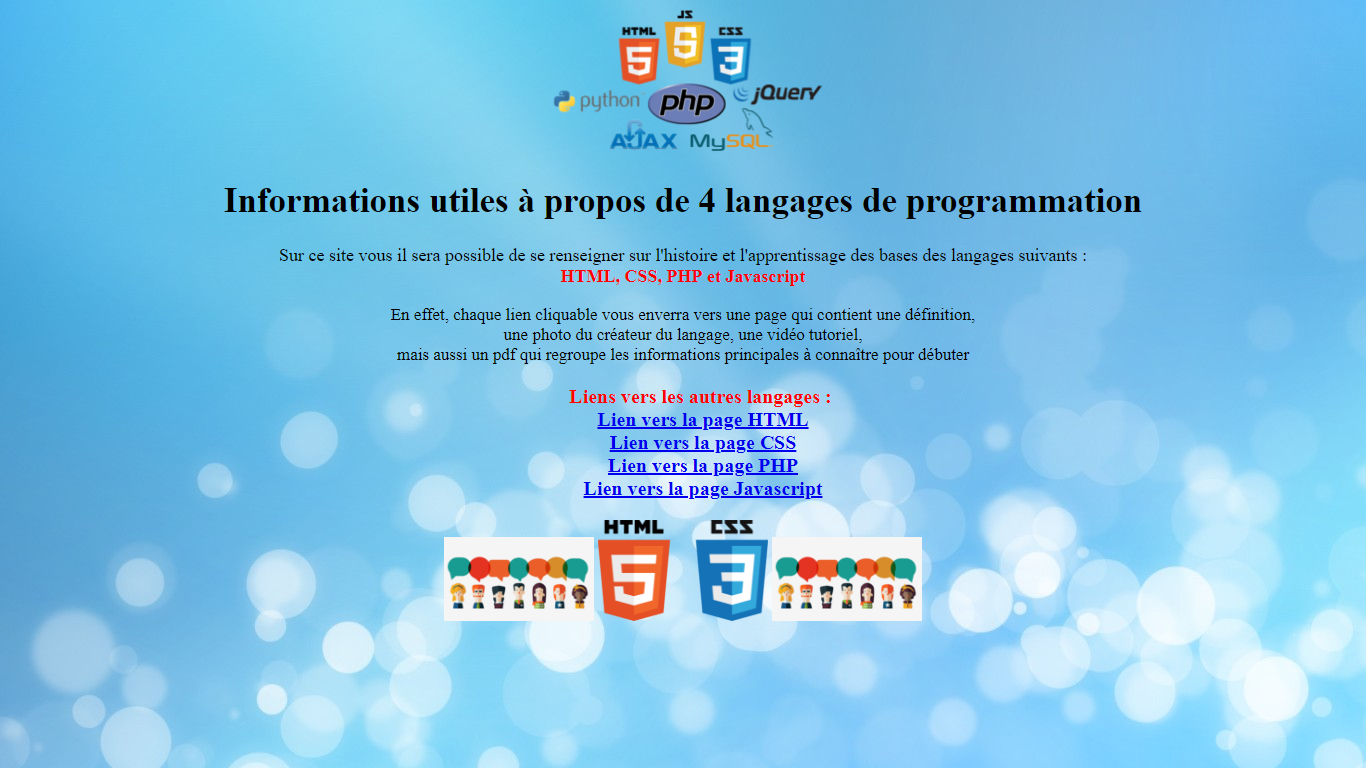 JS
HTML
CSS
5
5
3
python
php
jQuery
AJAX
MySQL
Informations utiles à propos de 4 langages de programmation
Sur ce site vous il sera possible de se renseigner sur l'histoire et l'apprentissage des bases des langages suivants :
HTML, CSS, PHP et Javascript
En effet, chaque lien cliquable vous enverra vers une page qui contient une définition,
une photo du créateur du langage, une vidéo tutoriel,
mais aussi un pdf qui regroupe les informations principales à connaître pour débuter
Liens vers les autres langages :
Lien vers la page HTML
Lien vers la page CSS
Lien vers la page PHP
Lien vers la page Javascript
HTML
CSS
5
3